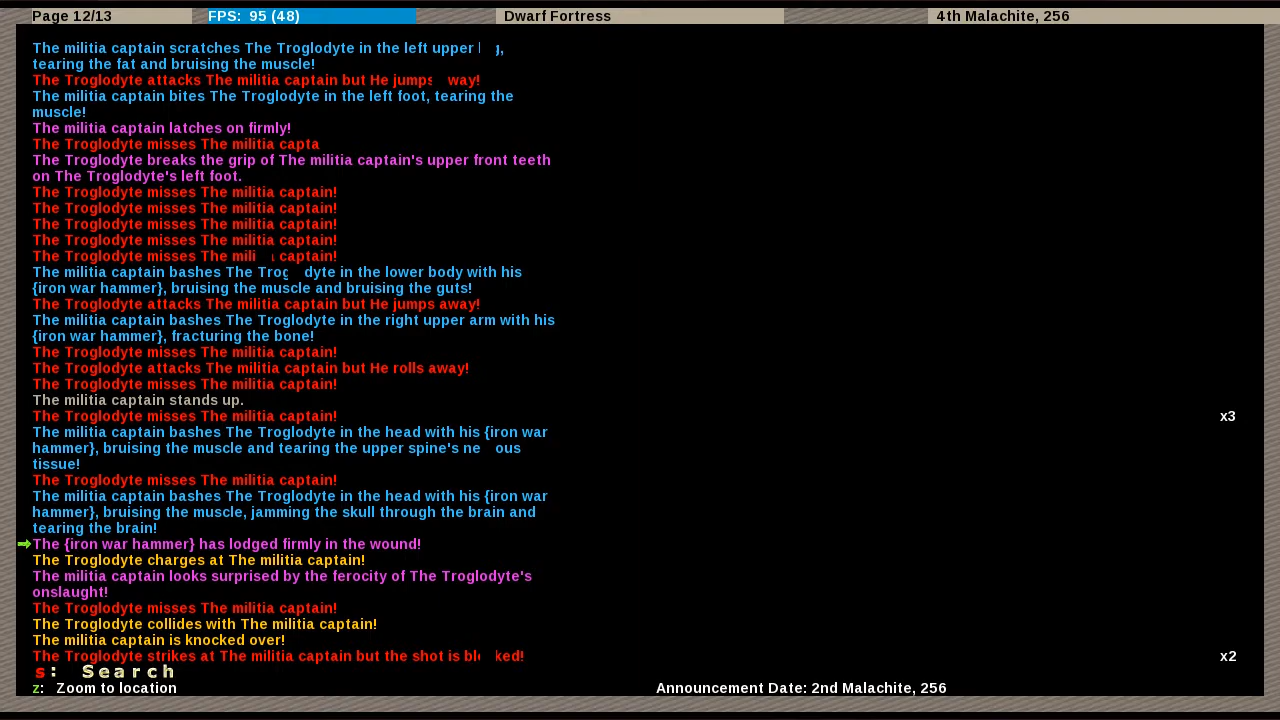 Page 12/13 FPS: 95 (48) Dwarf Fortress 4th Malachite, 256
The militia captain scratches The Troglodyte in the left upper
tearing the fat and bruising the muscle!
The Troglodyte attacks The militia captain but He jumps way!
The militia captain bites The Troglodyte in the left foot, tearing the
muscle!
The militia captain latches on firmly!
The Troglodyte misses The militia capta
The Troglodyte breaks the grip of The militia captain's upper front teeth
on The Troglodyte's left foot.
The Troglodyte misses The militia captain!
The Troglodyte misses The militia captain!
The Troglodyte misses The militia captain!
The Troglodyte misses The militia captain!
The Troglodyte misses The mili captain!
The militia captain bashes The Trog dyte in the lower body with his
{iron war hammer}, bruising the muscle and bruising the guts!
The Troglodyte attacks The militia captain but He jumps away!
The militia captain bashes The Troglodyte in the right upper arm with his
{iron war hammer}, fracturing the bone!
The Troglodyte misses The militia captain!
The Troglodyte attacks The militia captain but He rolls away!
The Troglodyte misses The militia captain!
The militia captain stands up.
The Troglodyte misses The militia captain! x3
The militia captain bashes The Troglodyte in the head with his {iron war
hammer}, bruising the muscle and tearing the upper spine's ne ous
tissue!
The Troglodyte misses The militia captain!
The militia captain bashes The Troglodyte in the head with his {iron war
hammer}, bruising the muscle, jamming the skull through the brain and
tearing the brain!
The {iron war hammer} has lodged firmly in the wound!
The Troglodyte charges at The militia captain!
The militia captain looks surprised by the ferocity of The Troglodyte's
onslaught!
The Troglodyte misses The militia captain!
The Troglodyte collides with The militia captain!
The militia captain is knocked over!
The Troglodyte strikes at The militia captain but the shot is blo ked! x2
s: Search
z: Zoom to location Announcement Date: 2nd Malachite, 256